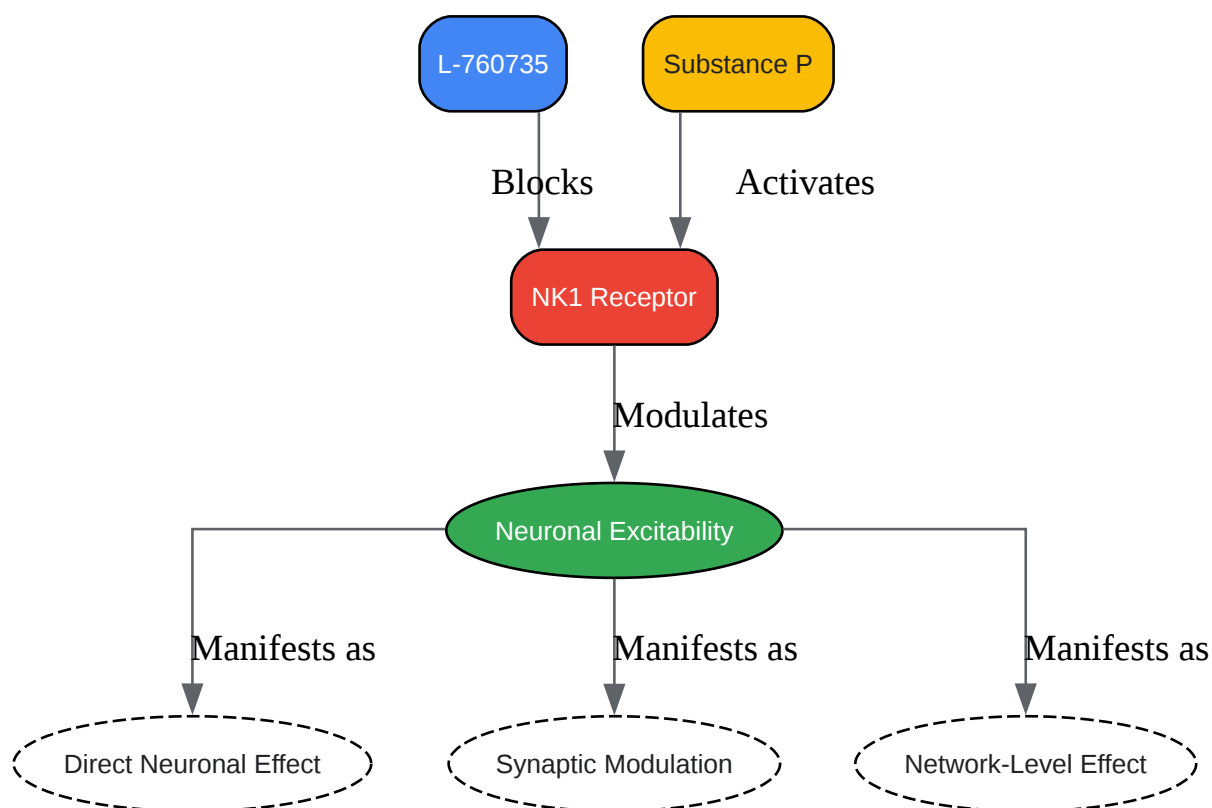 L-760735
Substance P
Blocks
Activates
NK1 Receptor
Modulates
Neuronal Excitability
Manifests as
Manifests as
Manifests as
Direct Neuronal Effect
Synaptic Modulation
Network-Level Effect